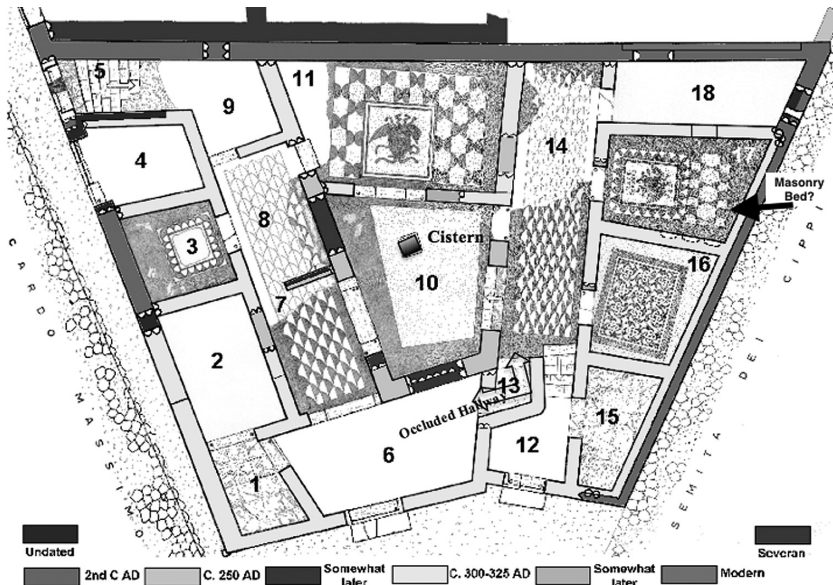 5
11
18
9
4
14
Masonry
Bed?
8
3
Cistern
16
10
7
2
13
Occluded Hallway
15
12
6
1
CARDO MASSIMO
SEMITA DEI CIPPI
Undated
Severan
2nd C AD
C. 250 AD
Somewhat
later
C. 300-325 AD
Somewhat
later
Modern